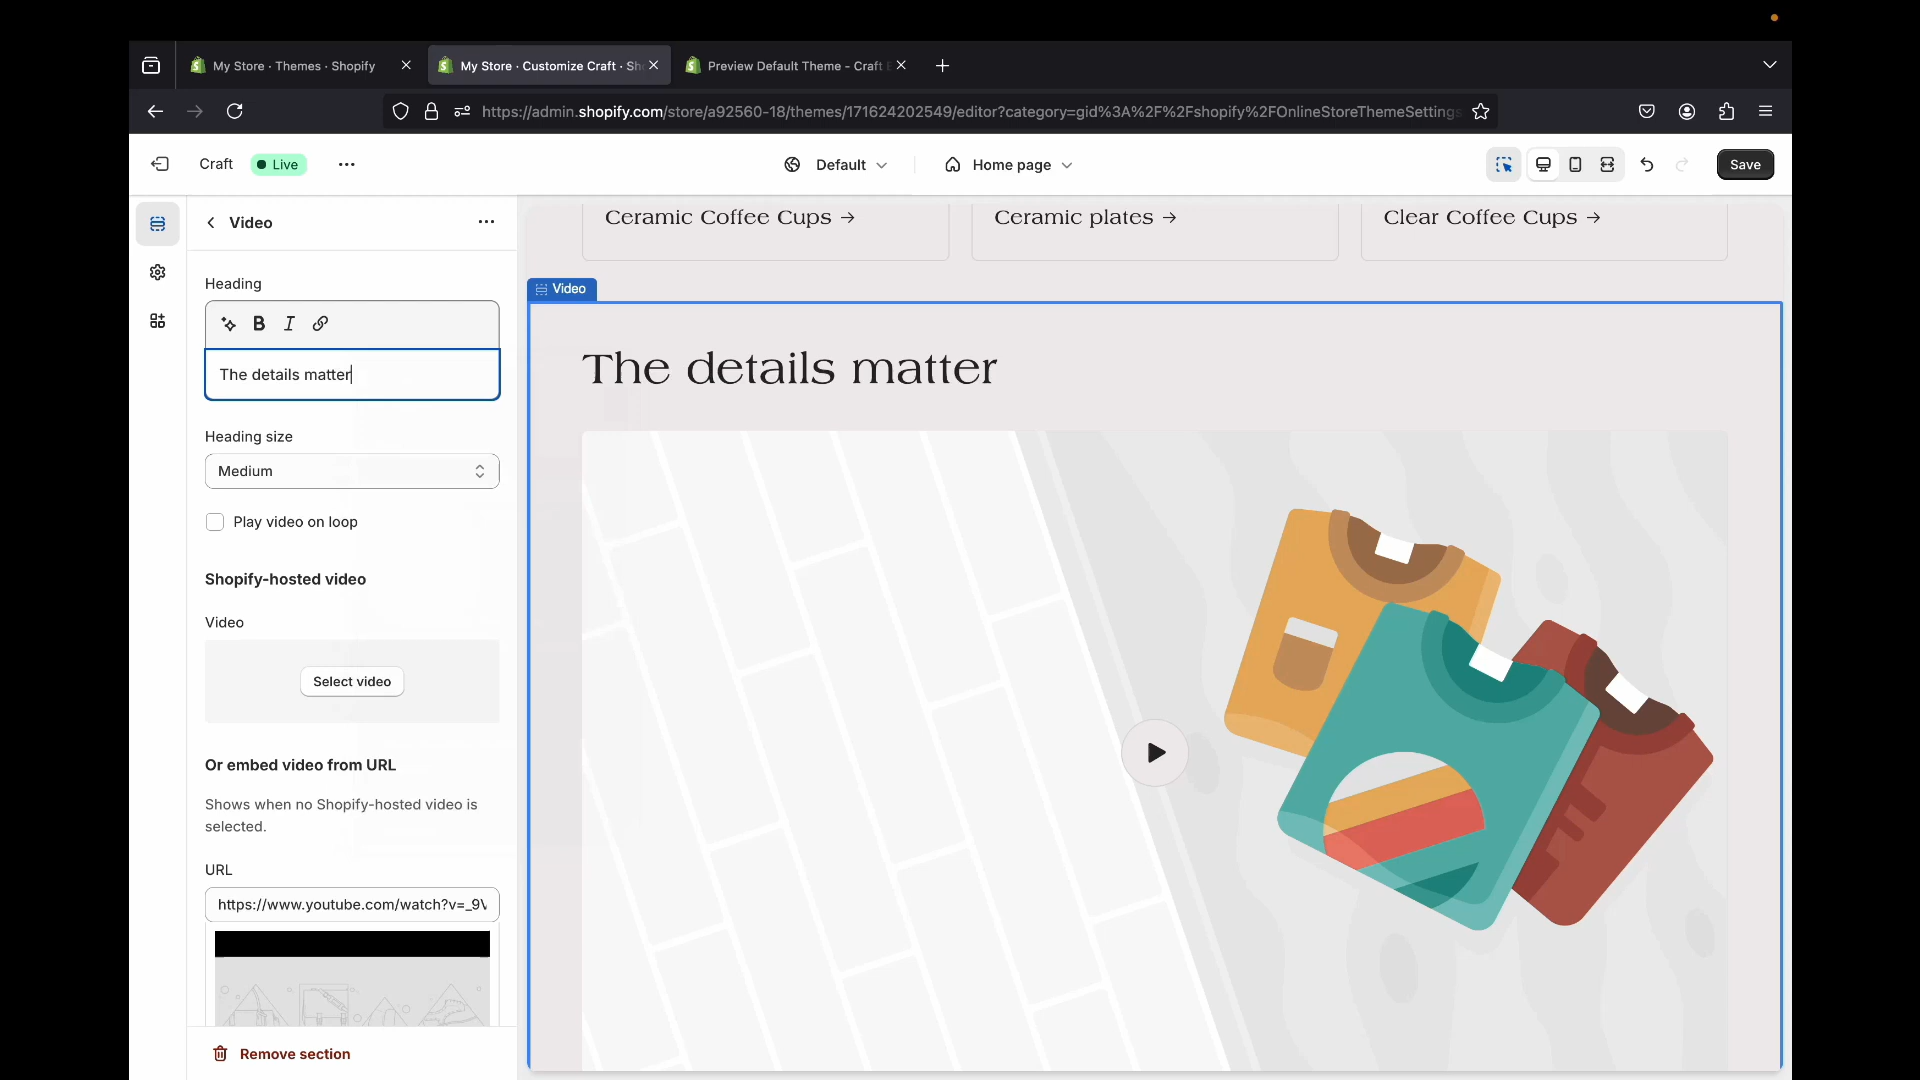 My Store · Themes · Shopify
My Store · Customize Craft · Sh
Preview Default Theme - Craft
https://admin.shopify.com/store/a92560-18/themes/171624202549/editor?category=gid%3A%2F%2Fshopify%2FOnlineStoreThemeSettings
Craft
Live
Default
Home page
Save
Video
Heading
B I
The details matter
Heading size
Medium
Play video on loop
Shopify-hosted video
Video
Select video
Or embed video from URL
Shows when no Shopify-hosted video is
selected.
URL
https://www.youtube.com/watch?v=_9
Remove section
Ceramic Coffee Cups →
Ceramic plates →
Clear Coffee Cups →
Video
The details matter